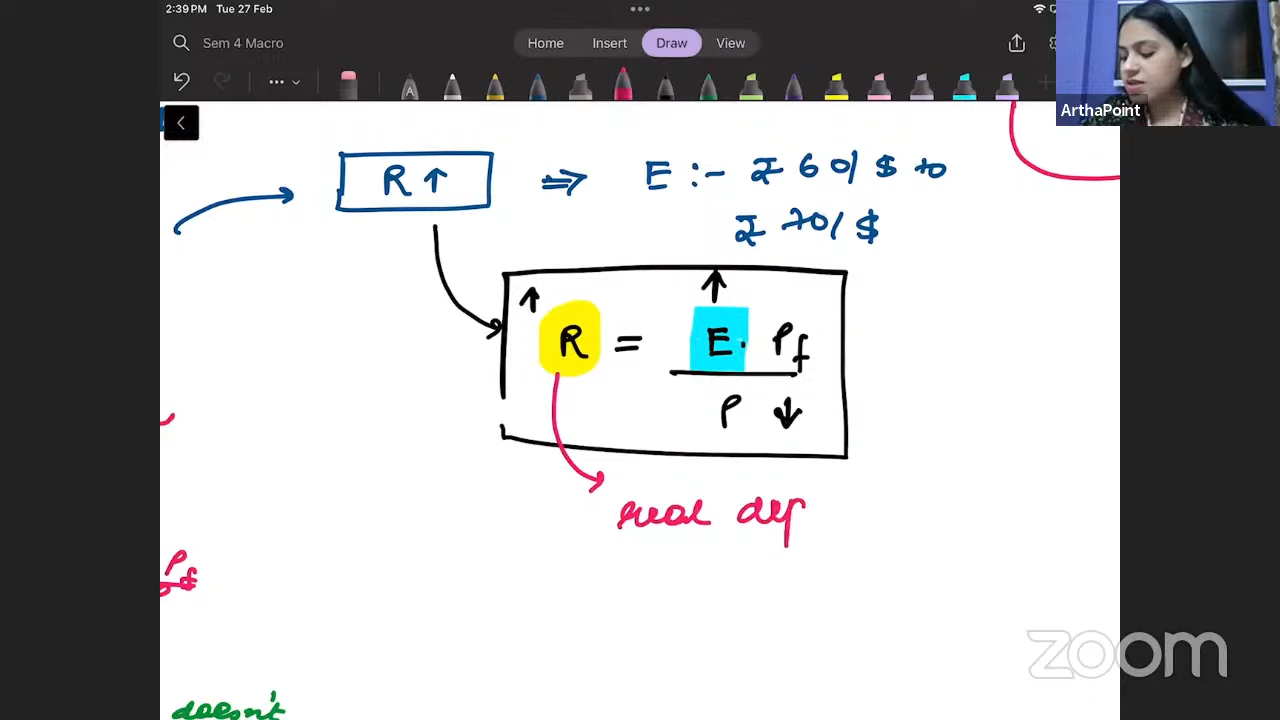 2:39 PM Tue 27 Feb
Sem 4 Macro
Home Insert Draw View
A
ArthaPoint
R ↑ ⇒ E :- ₹ 60/$ to
₹ 70/$
↑ R = E↑ . Pf
P ↓
real dep
Pf
doesn't
zoom